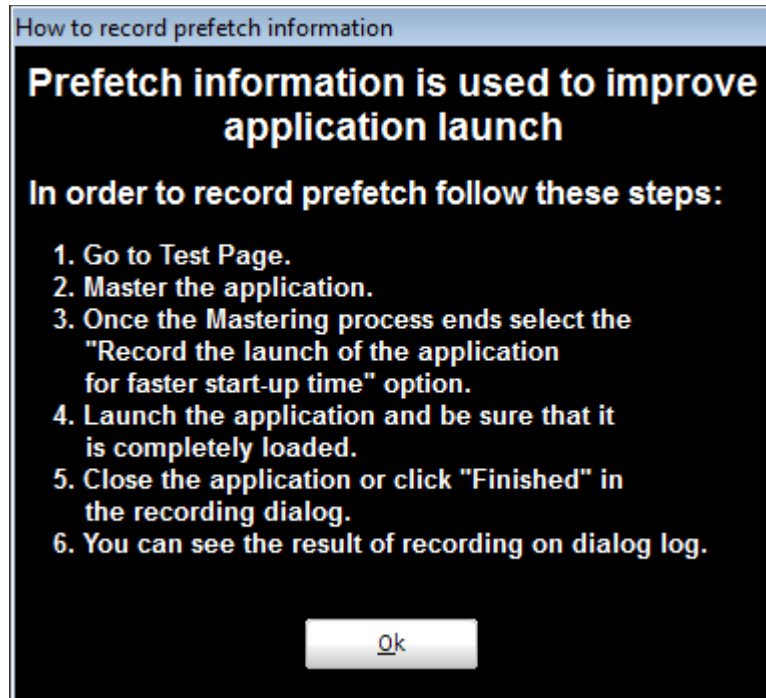 How to record prefetch information
Prefetch information is used to improve
application launch
In order to record prefetch follow these steps:
1. Go to Test Page.
2. Master the application.
3. Once the Mastering process ends select the
"Record the launch of the application
for faster start-up time" option.
4. Launch the application and be sure that it
is completely loaded.
5. Close the application or click "Finished" in
the recording dialog.
6. You can see the result of recording on dialog log.
Ok